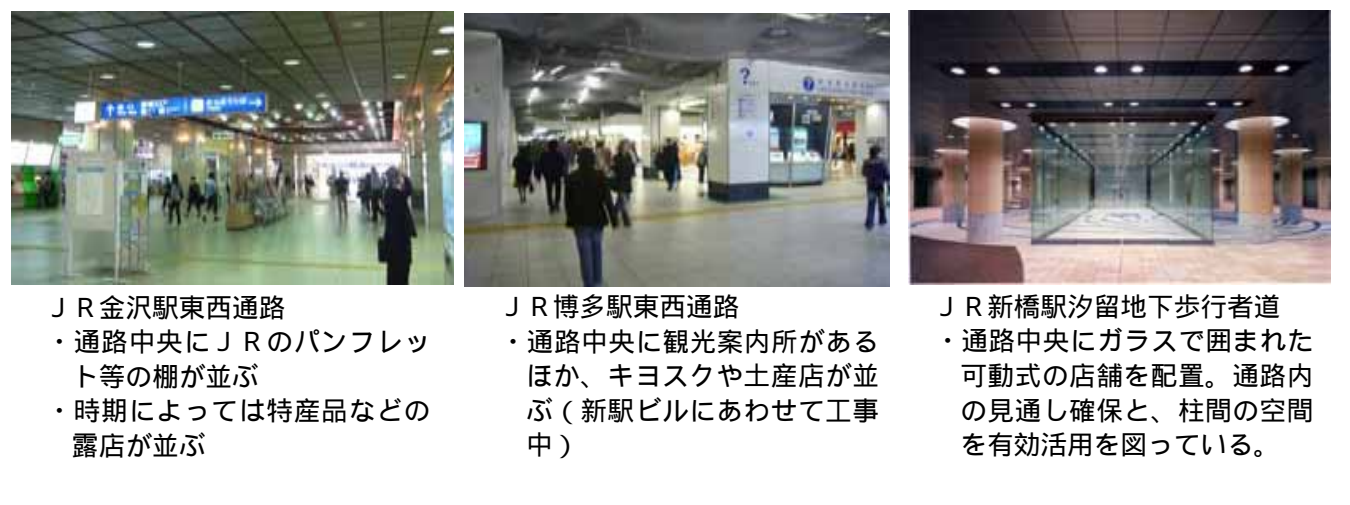 ?
?
ＪＲ金沢駅東西通路
・通路中央にＪＲのパンフレッ
ト等の棚が並ぶ
・時期によっては特産品などの
露店が並ぶ
ＪＲ博多駅東西通路
・通路中央に観光案内所がある
ほか、キヨスクや土産店が並
ぶ（新駅ビルにあわせて工事
中）
ＪＲ新橋駅汐留地下歩行者道
・通路中央にガラスで囲まれた
可動式の店舗を配置。通路内
の見通し確保と、柱間の空間
を有効活用を図っている。